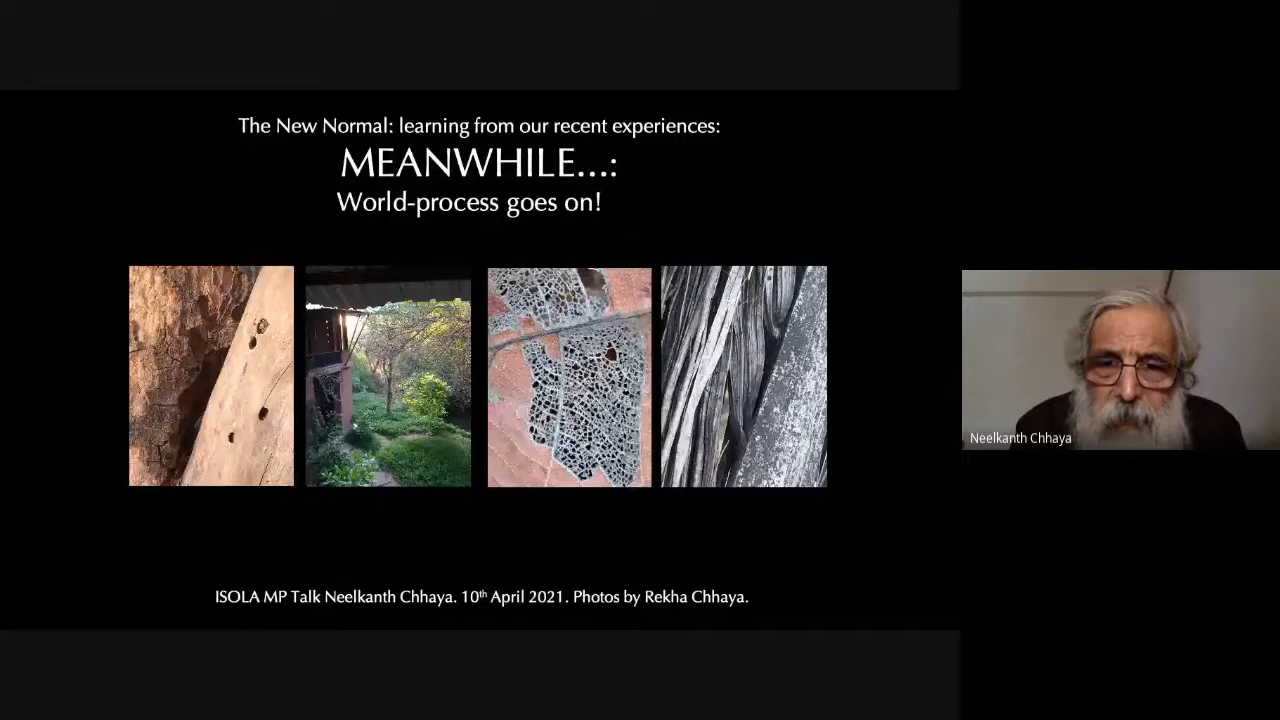 The New Normal: learning from our recent experiences:
MEANWHILE...:
World-process goes on!
Neelkanth Chhaya
ISOLA MP Talk Neelkanth Chhaya. 10th April 2021. Photos by Rekha Chhaya.